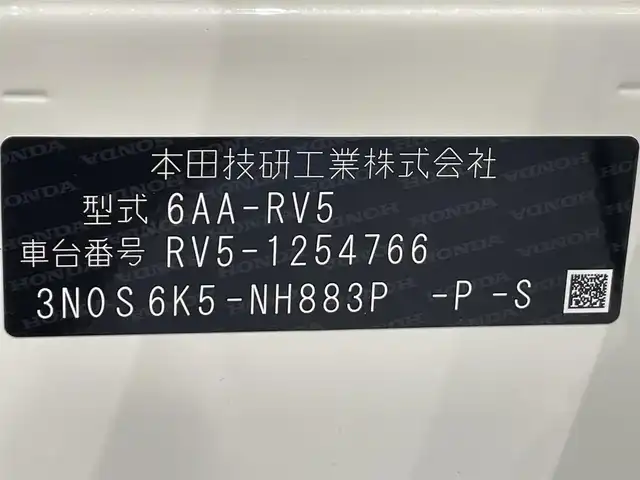 本田技研工業株式会社
型式 6AA-RV5
車台番号 RV5-1254766
3N0S6K5-NH883P -P-S